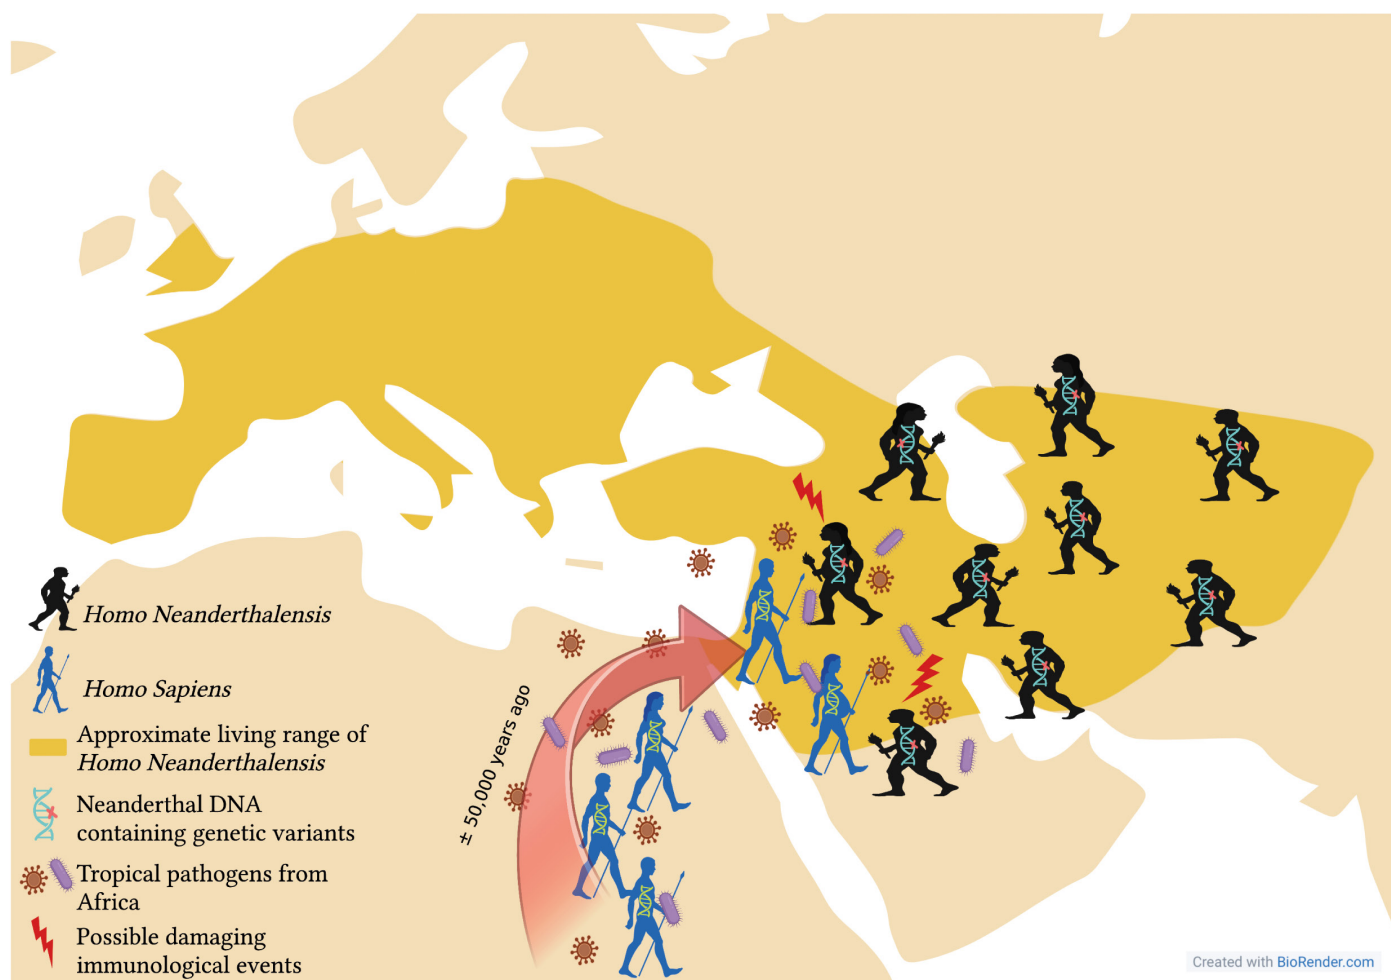 Homo Neanderthalensis
Homo Sapiens
Approximate living range of
Homo Neanderthalensis
Neanderthal DNA
containing genetic variants
Tropical pathogens from
Africa
Possible damaging
immunological events
± 50,000 years ago
Created with BioRender.com